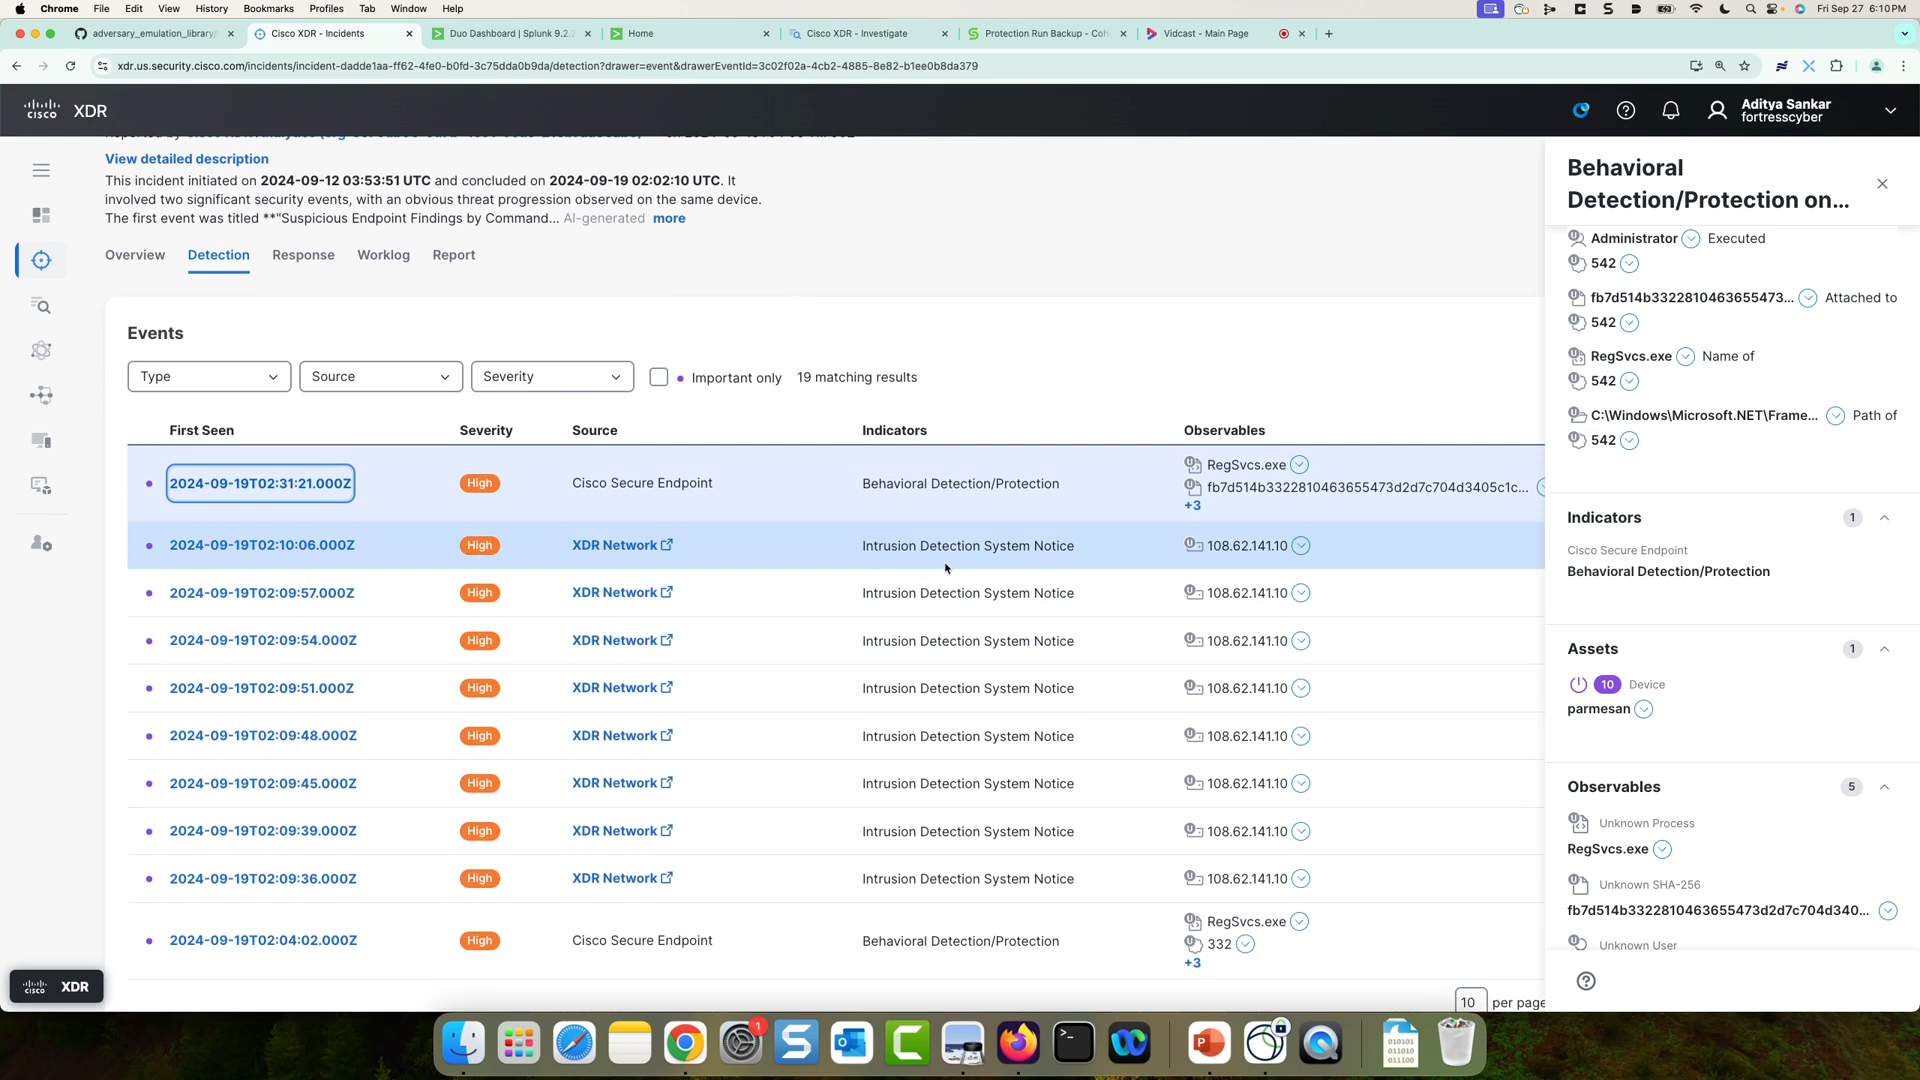 Chrome File Edit View History Bookmarks Profiles Tab Window Help Fri Sep 27 6:10 PM
adversary_emulation_library/ Cisco XDR - Incidents Duo Dashboard | Splunk 9.2. Home Cisco XDR - Investigate Protection Run Backup - Coh Vidcast - Main Page
xdr.us.security.cisco.com/incidents/incident-dadde1aa-ff62-4fe0-b0fd-3c75dda0b9da/detection?drawer=event&drawerEventId=3c02f02a-4cb2-4885-8e82-b1ee0b8da379
cisco XDR
Aditya Sankar
fortresscyber
View detailed description
This incident initiated on 2024-09-12 03:53:51 UTC and concluded on 2024-09-19 02:02:10 UTC. It
involved two significant security events, with an obvious threat progression observed on the same device.
The first event was titled **"Suspicious Endpoint Findings by Command... AI-generated more
Overview Detection Response Worklog Report
Events
Type Source Severity Important only 19 matching results
First Seen Severity Source Indicators Observables
2024-09-19T02:31:21.000Z High Cisco Secure Endpoint Behavioral Detection/Protection RegSvcs.exe
fb7d514b3322810463655473d2d7c704d3405c1c...
+3
2024-09-19T02:10:06.000Z High XDR Network Intrusion Detection System Notice 108.62.141.10
2024-09-19T02:09:57.000Z High XDR Network Intrusion Detection System Notice 108.62.141.10
2024-09-19T02:09:54.000Z High XDR Network Intrusion Detection System Notice 108.62.141.10
2024-09-19T02:09:51.000Z High XDR Network Intrusion Detection System Notice 108.62.141.10
2024-09-19T02:09:48.000Z High XDR Network Intrusion Detection System Notice 108.62.141.10
2024-09-19T02:09:45.000Z High XDR Network Intrusion Detection System Notice 108.62.141.10
2024-09-19T02:09:39.000Z High XDR Network Intrusion Detection System Notice 108.62.141.10
2024-09-19T02:09:36.000Z High XDR Network Intrusion Detection System Notice 108.62.141.10
2024-09-19T02:04:02.000Z High Cisco Secure Endpoint Behavioral Detection/Protection RegSvcs.exe
332
+3
10 per page
Behavioral
Detection/Protection on...
Administrator Executed
542
fb7d514b3322810463655473... Attached to
542
RegSvcs.exe Name of
542
C:\Windows\Microsoft.NET\Frame... Path of
542
Indicators 1
Cisco Secure Endpoint
Behavioral Detection/Protection
Assets 1
10 Device
parmesan
Observables 5
Unknown Process
RegSvcs.exe
Unknown SHA-256
fb7d514b3322810463655473d2d7c704d340...
Unknown User
cisco XDR
1
010101
011010
011100